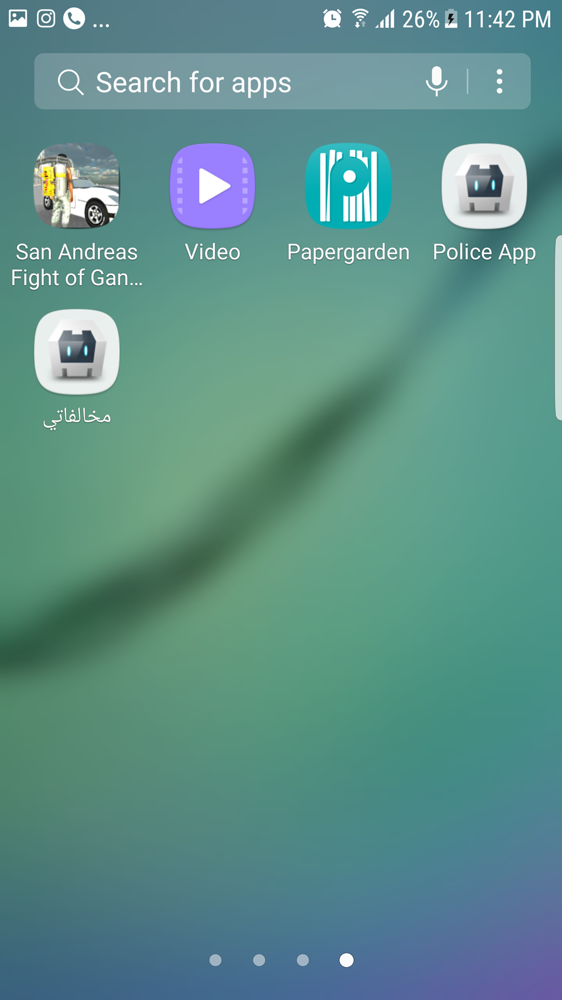 ... 26% 11:42 PM
Search for apps
San Andreas
Fight of Gan...
Video
Papergarden
Police App
مخالفاتي